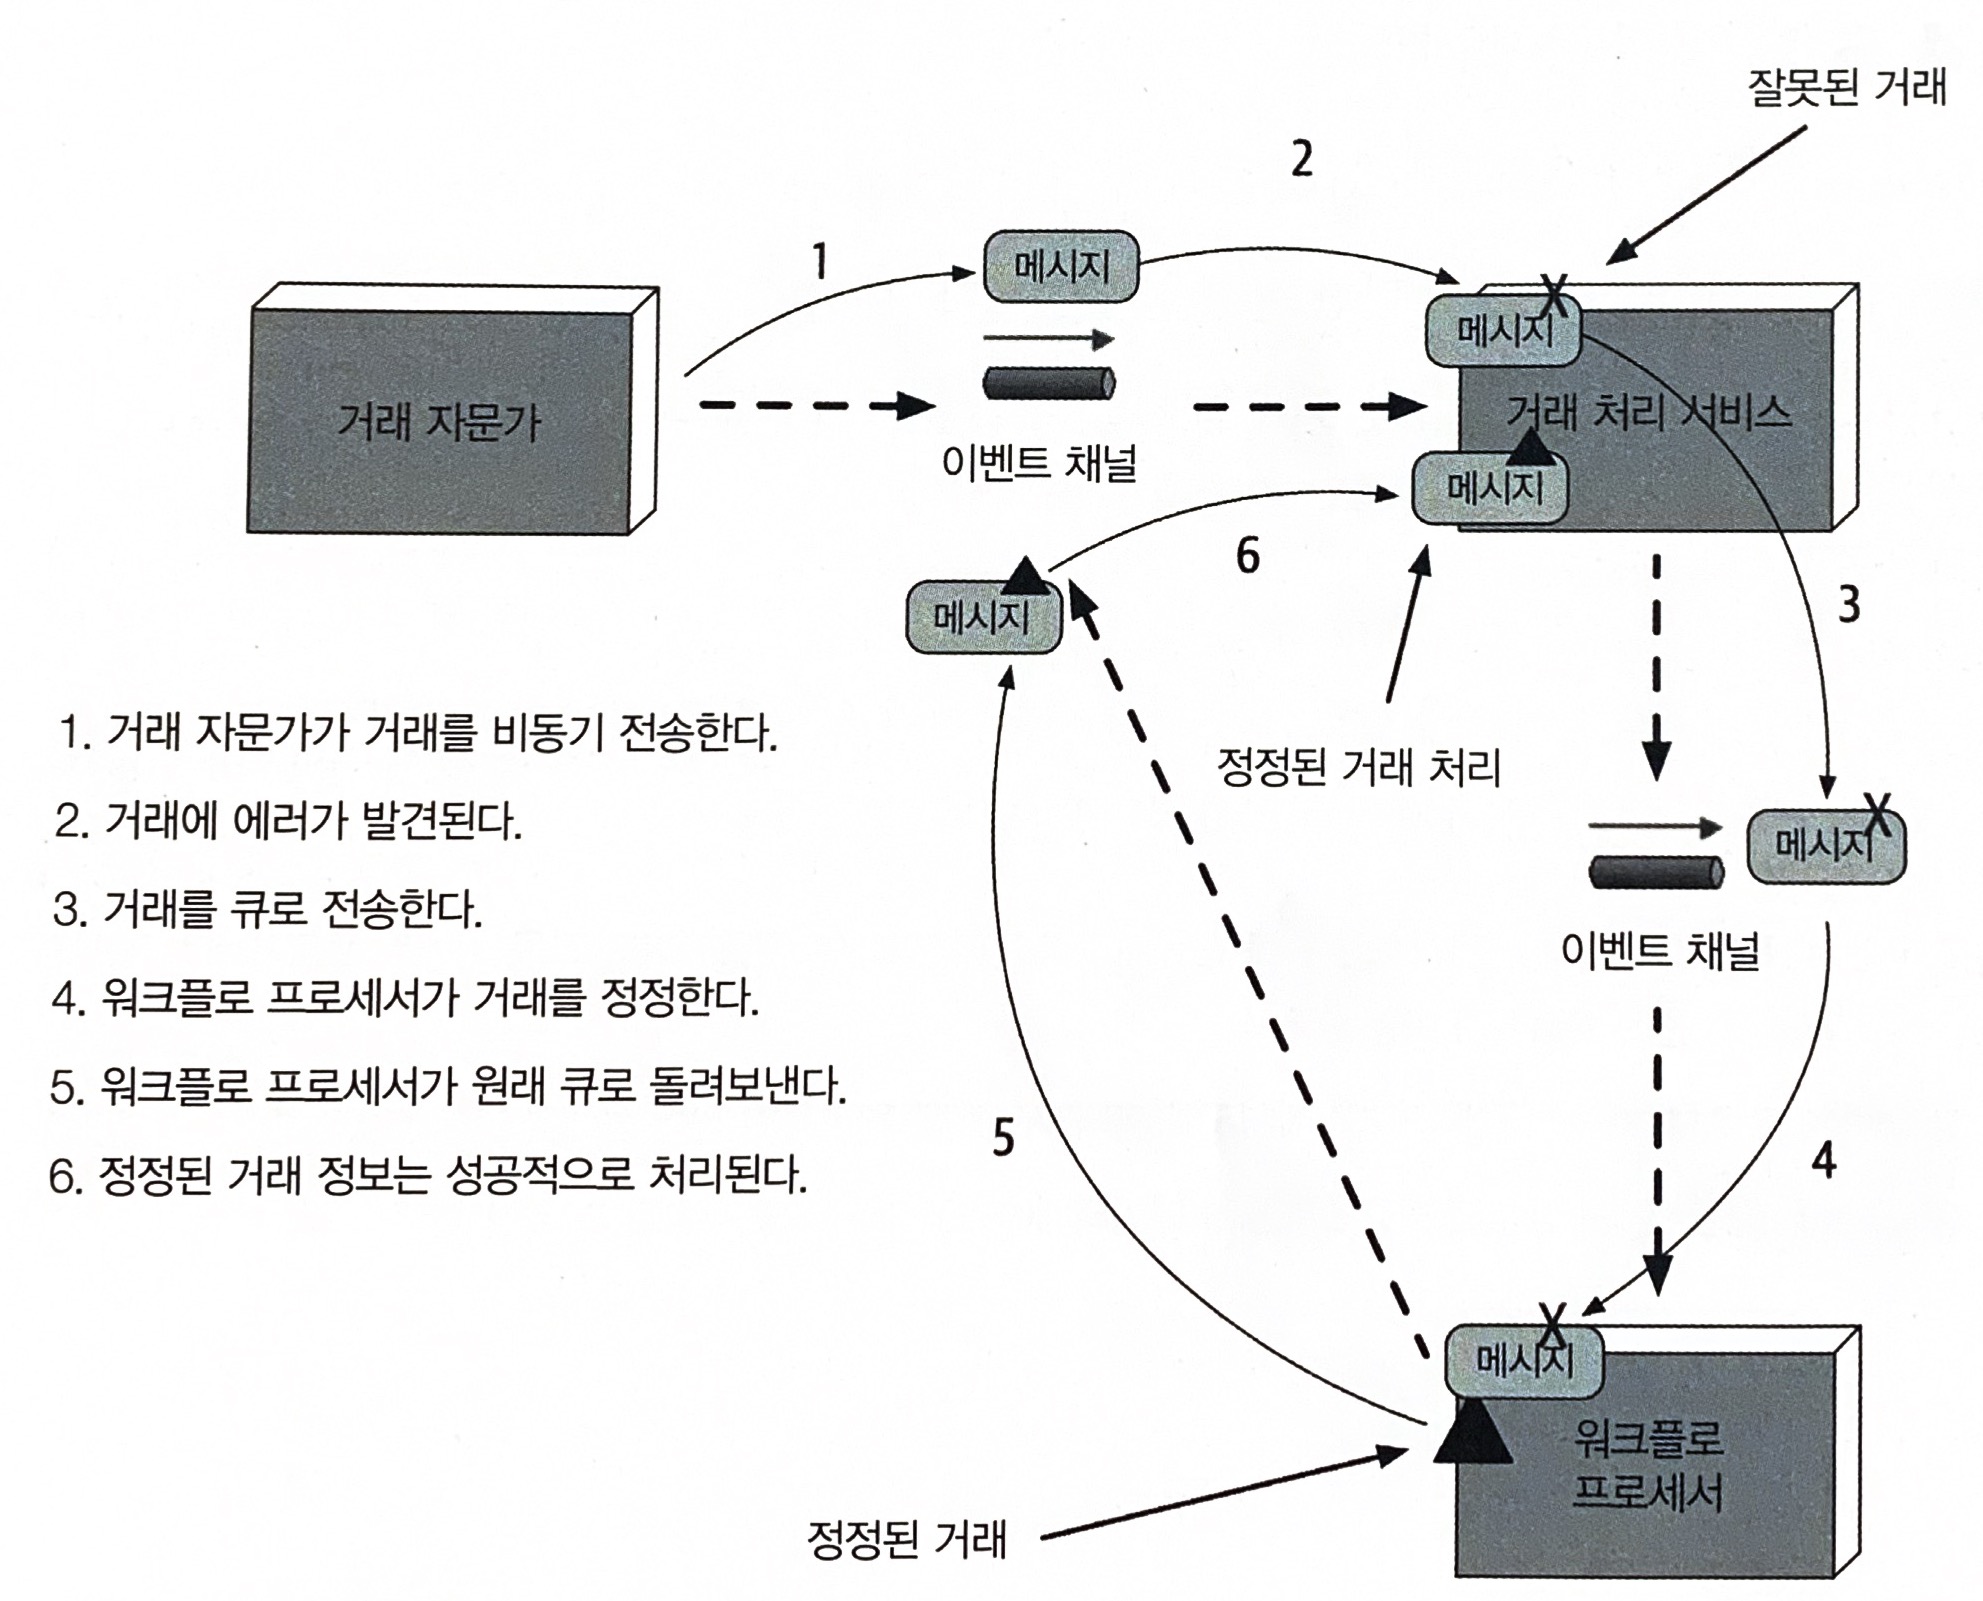 잘못된 거래
2
1
메시지
X
메시지
거래 자문가
거래 처리 서비스
이벤트 채널
메시지
6
메시지
3
1. 거래 자문가가 거래를 비동기 전송한다.
정정된 거래 처리
2. 거래에 에러가 발견된다.
X
메시지
3. 거래를 큐로 전송한다.
이벤트 채널
4. 워크플로 프로세서가 거래를 정정한다.
5. 워크플로 프로세서가 원래 큐로 돌려보낸다.
5
4
6. 정정된 거래 정보는 성공적으로 처리된다.
X
메시지
워크플로
프로세서
정정된 거래